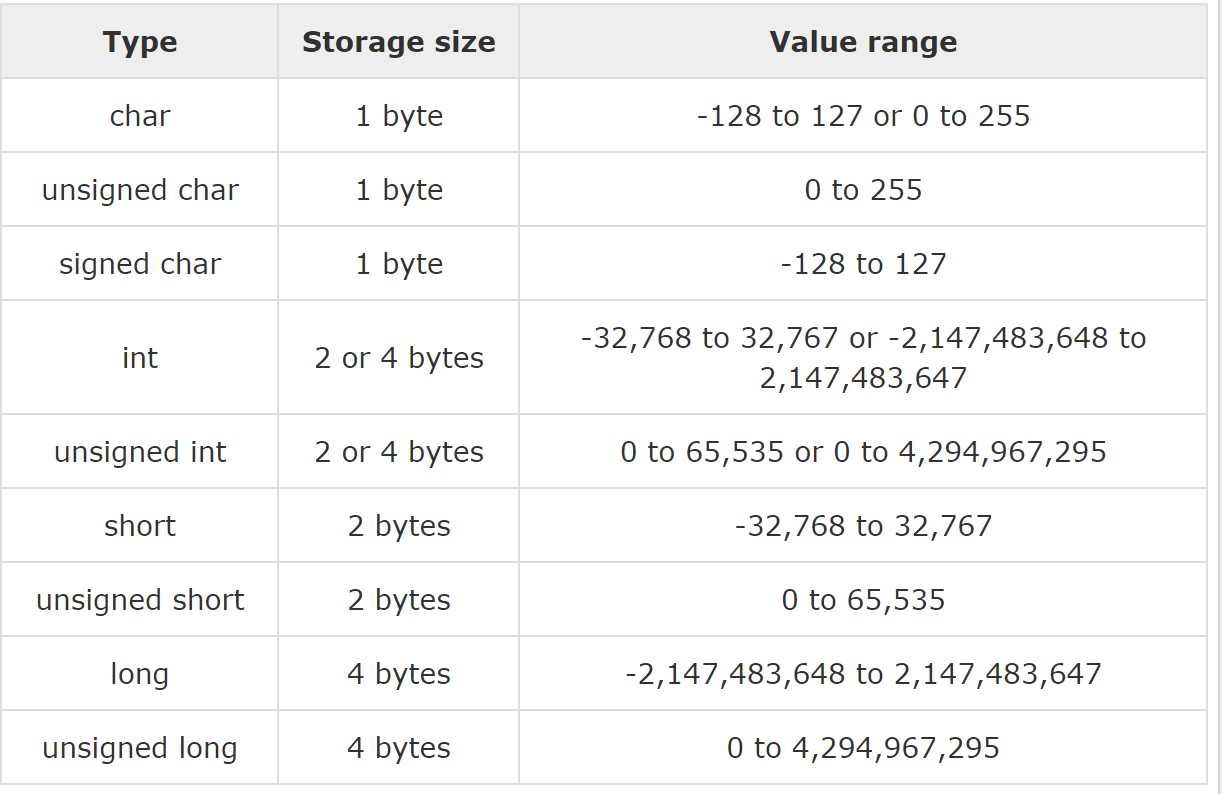 Type Storage size Value range
char 1 byte -128 to 127 or 0 to 255
unsigned char 1 byte 0 to 255
signed char 1 byte -128 to 127
int 2 or 4 bytes -32,768 to 32,767 or -2,147,483,648 to
2,147,483,647
unsigned int 2 or 4 bytes 0 to 65,535 or 0 to 4,294,967,295
short 2 bytes -32,768 to 32,767
unsigned short 2 bytes 0 to 65,535
long 4 bytes -2,147,483,648 to 2,147,483,647
unsigned long 4 bytes 0 to 4,294,967,295